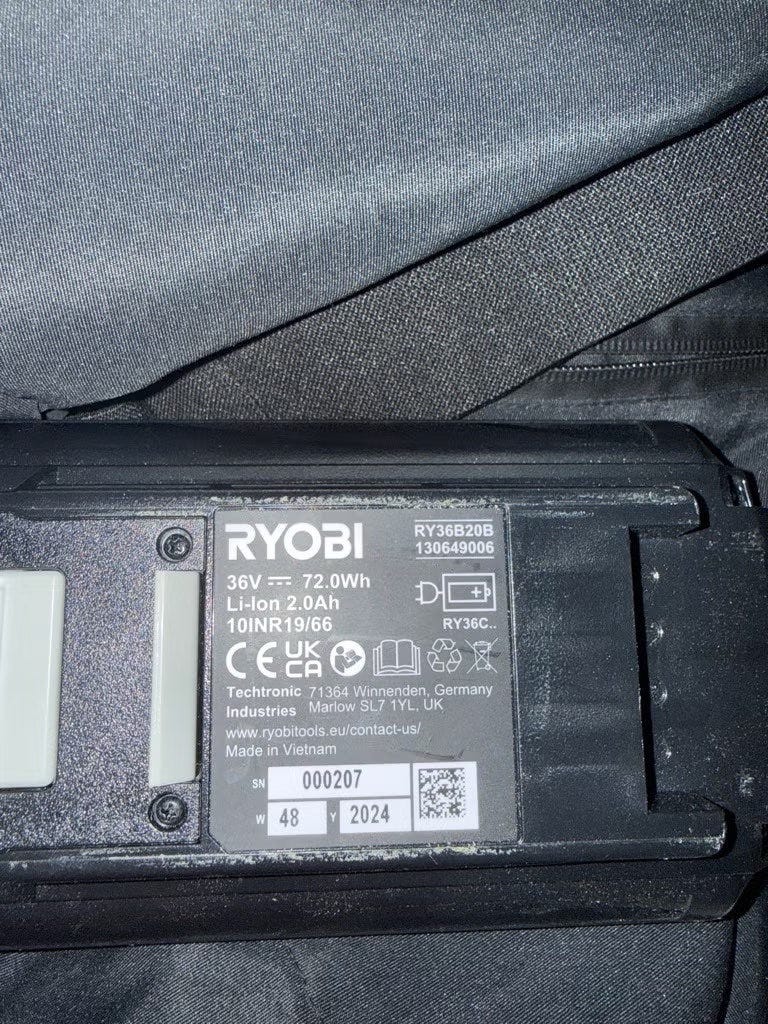 RYOBI
RY36B20B
130649006
36V ⎓ 72.0Wh
Li-Ion 2.0Ah
10INR19/66
RY36C..
CE UK CA
Techtronic Industries
71364 Winnenden, Germany
Marlow SL7 1YL, UK
www.ryobitools.eu/contact-us/
Made in Vietnam
SN 000207
W 48 Y 2024